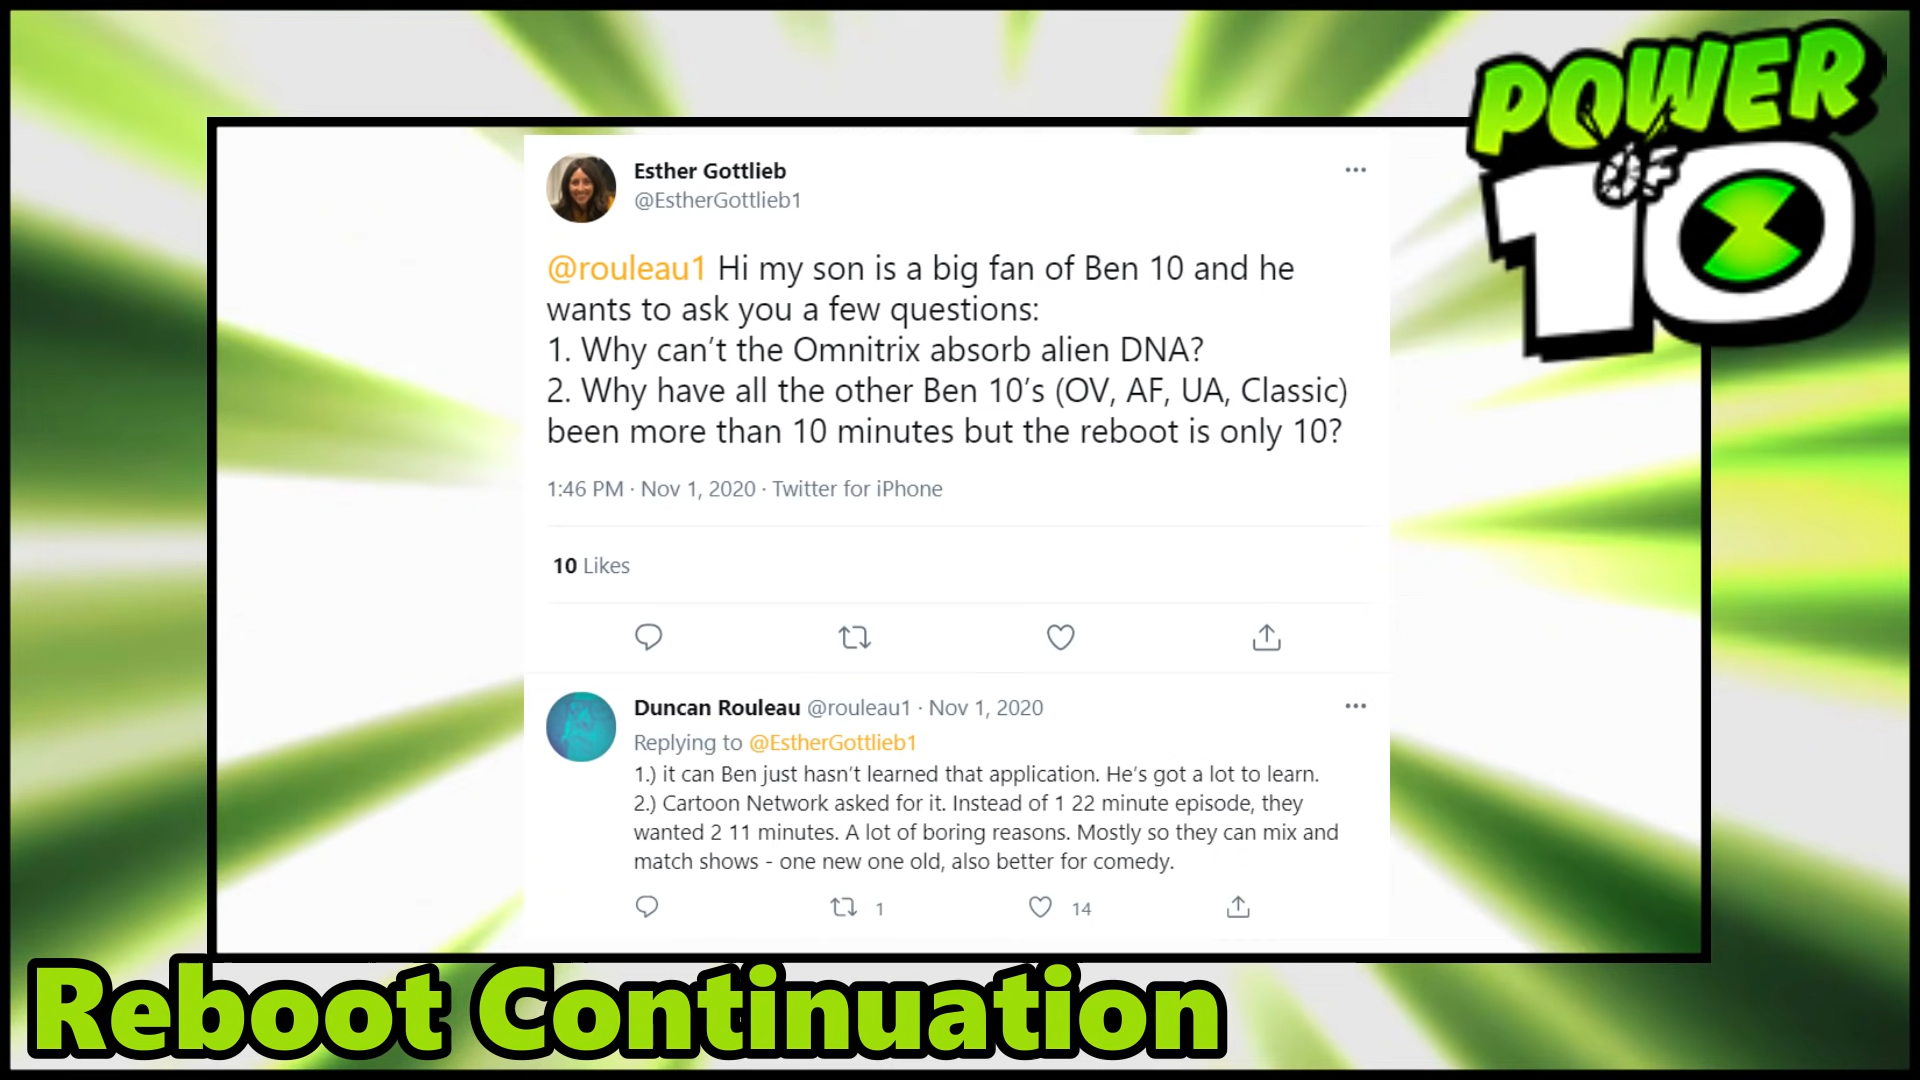 POWER
OF
10
Esther Gottlieb
@EstherGottlieb1
@rouleau1 Hi my son is a big fan of Ben 10 and he
wants to ask you a few questions:
1. Why can’t the Omnitrix absorb alien DNA?
2. Why have all the other Ben 10’s (OV, AF, UA, Classic)
been more than 10 minutes but the reboot is only 10?
1:46 PM · Nov 1, 2020 · Twitter for iPhone
10 Likes
Duncan Rouleau @rouleau1 · Nov 1, 2020
Replying to @EstherGottlieb1
1.) it can Ben just hasn’t learned that application. He’s got a lot to learn.
2.) Cartoon Network asked for it. Instead of 1 22 minute episode, they
wanted 2 11 minutes. A lot of boring reasons. Mostly so they can mix and
match shows - one new one old, also better for comedy.
1 14
Reboot Continuation